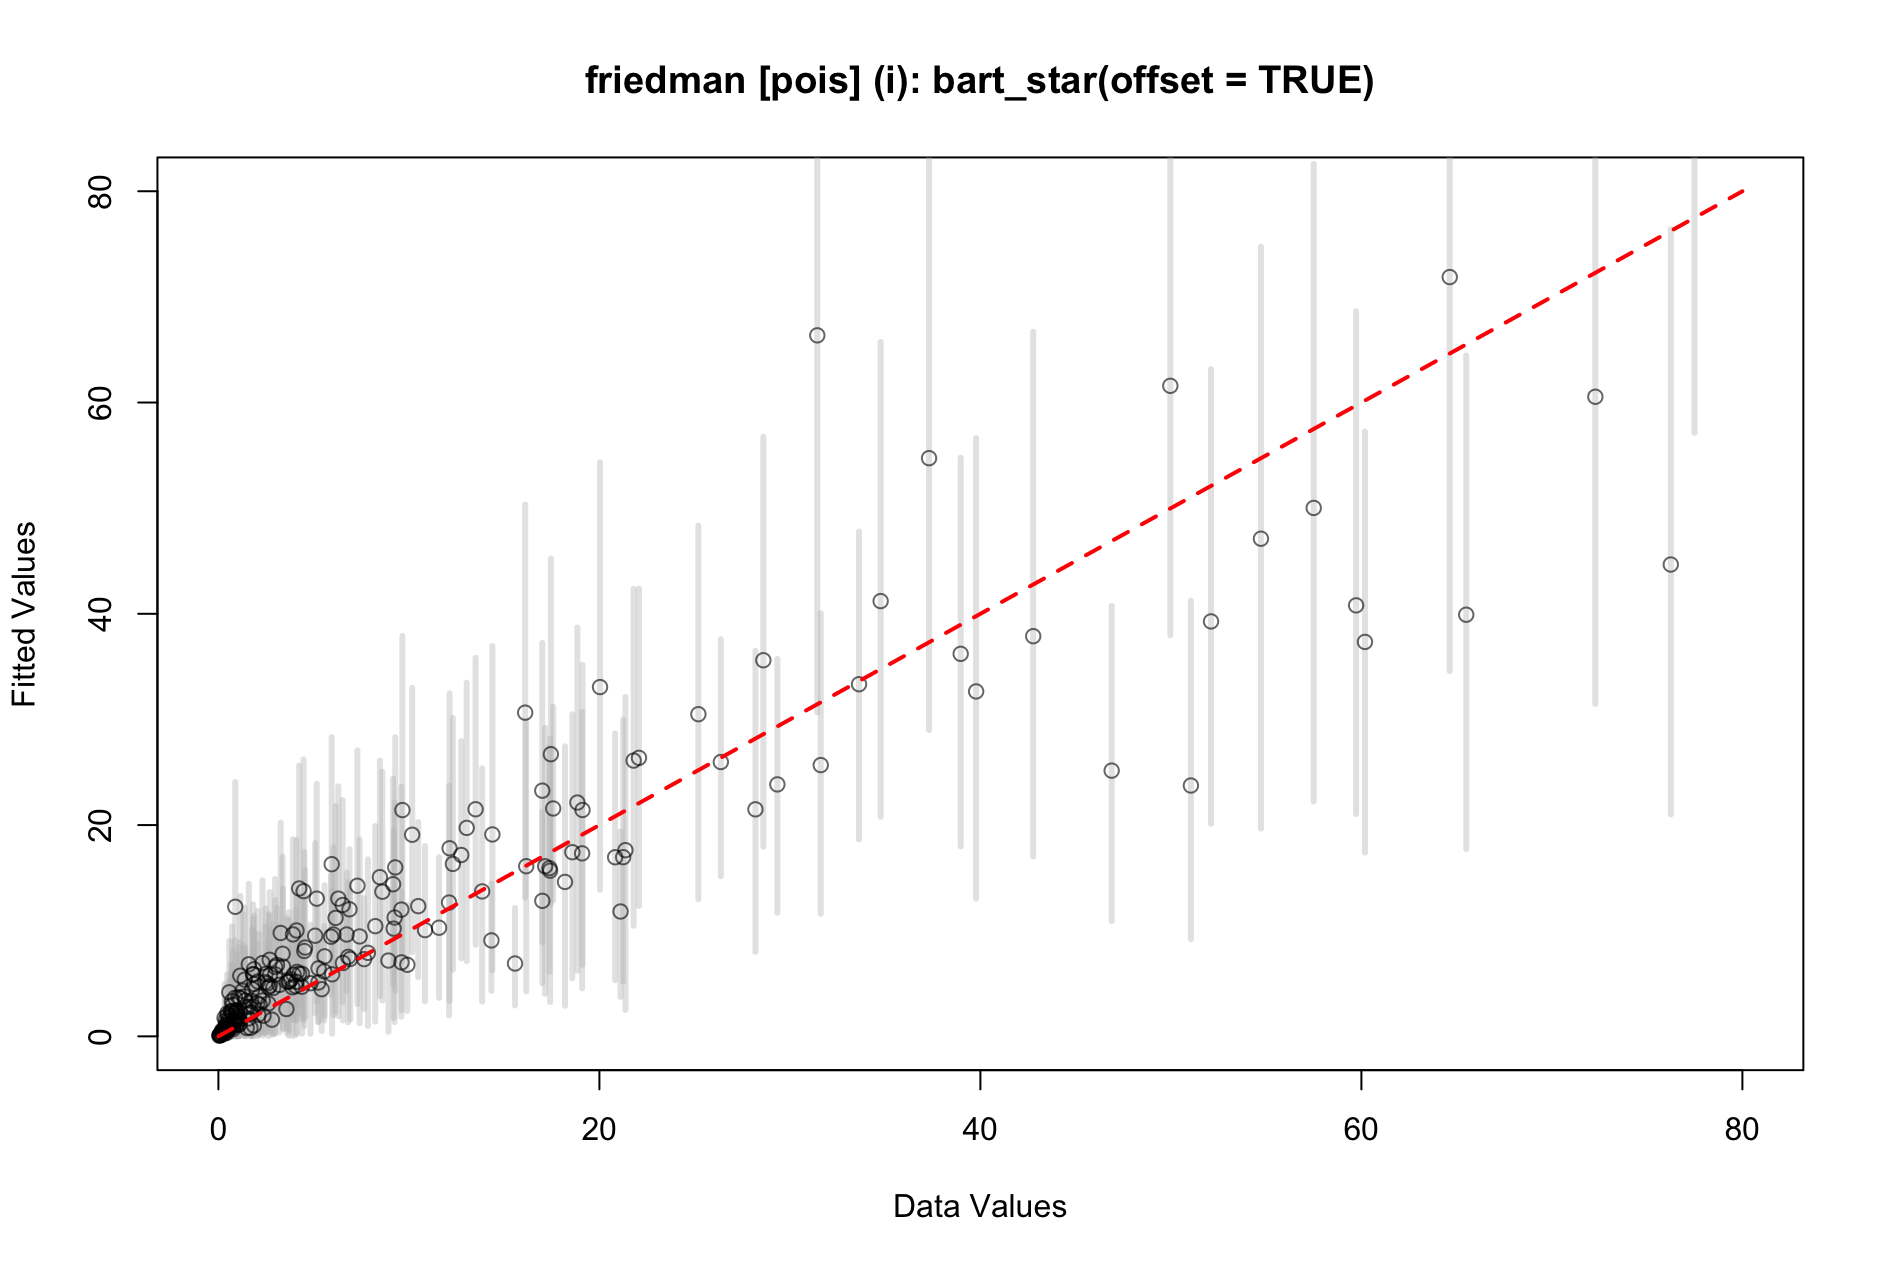 friedman [pois] (i): bart_star(offset = TRUE)
Fitted Values
80
60
40
20
0
0 20 40 60 80
Data Values